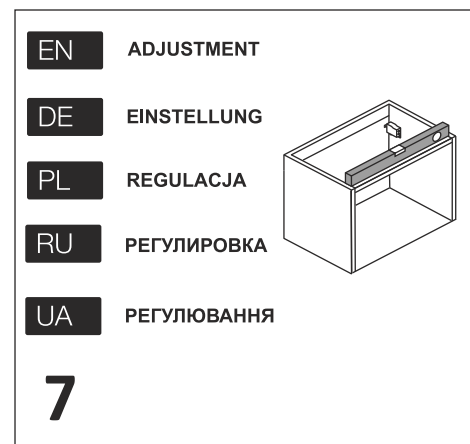 EN ADJUSTMENT
DE EINSTELLUNG
PL REGULACJA
RU РЕГУЛИРОВКА
UA РЕГУЛЮВАННЯ
7